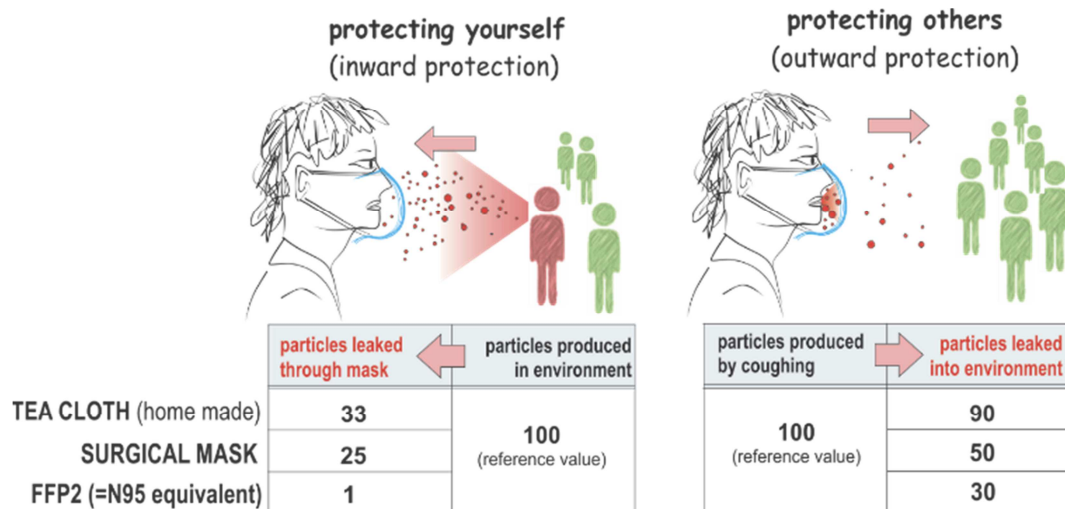 protecting yourself
(inward protection)
protecting others
(outward protection)
particles leaked
through mask
particles produced
in environment
particles produced
by coughing
particles leaked
into environment
TEA CLOTH (home made)
33
100
(reference value)
100
(reference value)
90
SURGICAL MASK
25
50
FFP2 (=N95 equivalent)
1
30